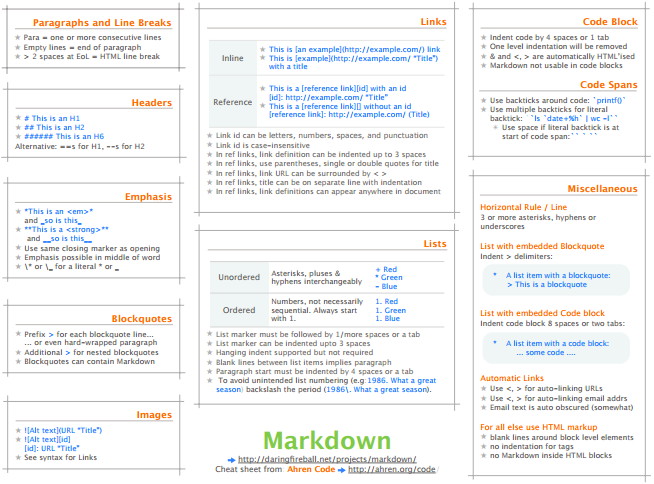 Paragraphs and Line Breaks
★ Para = one or more consecutive lines
★ Empty lines = end of paragraph
★ > 2 spaces at EoL = HTML line break
Headers
★ # This is an H1
★ ## This is an H2
★ ###### This is an H6
Alternative: ==s for H1, --s for H2
Emphasis
★ *This is an <em>*
and _so is this_
★ **This is a <strong>**
and __so is this__
★ Use same closing marker as opening
★ Emphasis possible in middle of word
★ \* or \_ for a literal * or _
Blockquotes
★ Prefix > for each blockquote line...
... or even hard-wrapped paragraph
★ Additional > for nested blockquotes
★ Blockquotes can contain Markdown
Images
★ ![Alt text](URL "Title")
★ ![Alt text][id]
[id]: URL "Title"
★ See syntax for Links
Links
Inline
★ This is [an example](http://example.com/) link
★ This is [example](http://example.com/ "Title")
with a title
Reference
★ This is a [reference link][id] with an id
[id]: http://example.com/ "Title"
★ This is a [reference link][] without an id
[reference link]: http://example.com/ (Title)
★ Link id can be letters, numbers, spaces, and punctuation
★ Link id is case-insensitive
★ In ref links, link definition can be indented up to 3 spaces
★ In ref links, use parentheses, single or double quotes for title
★ In ref links, link URL can be surrounded by < >
★ In ref links, title can be on separate line with indentation
★ In ref links, link definitions can appear anywhere in document
Lists
Unordered
Asterisks, pluses &
hyphens interchangeably
+ Red
* Green
- Blue
Ordered
Numbers, not necessarily
sequential. Always start
with 1.
1. Red
1. Green
1. Blue
★ List marker must be followed by 1/more spaces or a tab
★ List marker can be indented upto 3 spaces
★ Hanging indent supported but not required
★ Blank lines between list items implies paragraph
★ Paragraph start must be indented by 4 spaces or a tab
★ To avoid unintended list numbering (e.g:1986. What a great
season) backslash the period (1986\. What a great season).
Markdown
➔ http://daringfireball.net/projects/markdown/
Cheat sheet from Ahren Code ➔ http://ahren.org/code/
Code Block
★ Indent code by 4 spaces or 1 tab
★ One level indentation will be removed
★ & and <, > are automatically HTML'ised
★ Markdown not usable in code blocks
Code Spans
★ Use backticks around code: `printf()`
★ Use multiple backticks for literal
backtick: ``ls `date+%h` | wc -l``
★ Use space if literal backtick is at
start of code span:`` ` ``
Miscellaneous
Horizontal Rule / Line
3 or more asterisks, hyphens or
underscores
List with embedded Blockquote
Indent > delimiters:
* A list item with a blockquote:
> This is a blockquote
List with embedded Code block
Indent code block 8 spaces or two tabs:
* A list item with a code block:
... some code ....
Automatic Links
★ Use <, > for auto-linking URLs
★ Use <, > for auto-linking email addrs
★ Email text is auto obscured (somewhat)
For all else use HTML markup
★ blank lines around block level elements
★ no indentation for tags
★ no Markdown inside HTML blocks